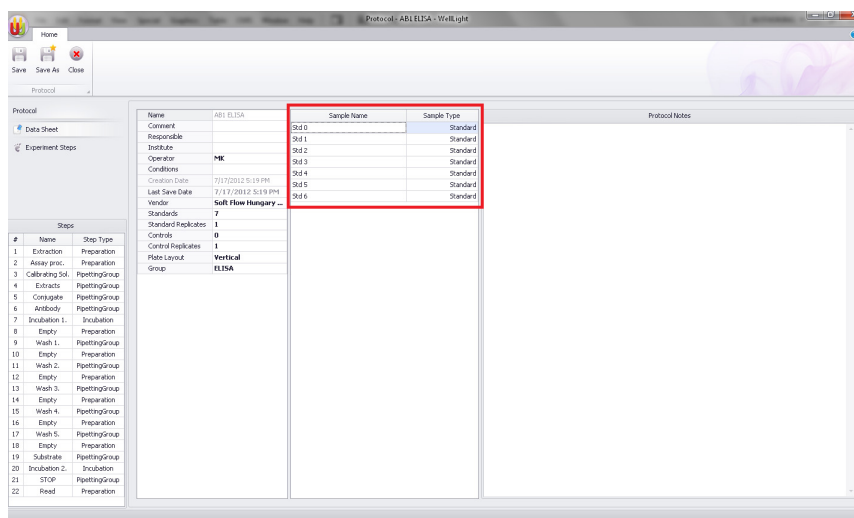 Protocol - AB1 ELISA - WellLight
Home
Save Save As Close
Protocol
Protocol
Data Sheet
Experiment Steps
Steps
# Name Step Type
1 Extraction Preparation
2 Assay proc. Preparation
3 Calibrating Sol. PipettingGroup
4 Extracts PipettingGroup
5 Conjugate PipettingGroup
6 Antibody PipettingGroup
7 Incubation 1. Incubation
8 Empty Preparation
9 Wash 1. PipettingGroup
10 Empty Preparation
11 Wash 2. PipettingGroup
12 Empty Preparation
13 Wash 3. PipettingGroup
14 Empty Preparation
15 Wash 4. PipettingGroup
16 Empty Preparation
17 Wash 5. PipettingGroup
18 Empty Preparation
19 Substrate PipettingGroup
20 Incubation 2. Incubation
21 STOP PipettingGroup
22 Read Preparation
Name AB1 ELISA
Comment
Responsible
Institute
Operator MK
Conditions
Creation Date 7/17/2012 5:19 PM
Last Save Date 7/17/2012 5:19 PM
Vendor Soft Flow Hungary ...
Standards 7
Standard Replicates 1
Controls 0
Control Replicates 1
Plate Layout Vertical
Group ELISA
Sample Name Sample Type
Std 0 Standard
Std 1 Standard
Std 2 Standard
Std 3 Standard
Std 4 Standard
Std 5 Standard
Std 6 Standard
Protocol Notes